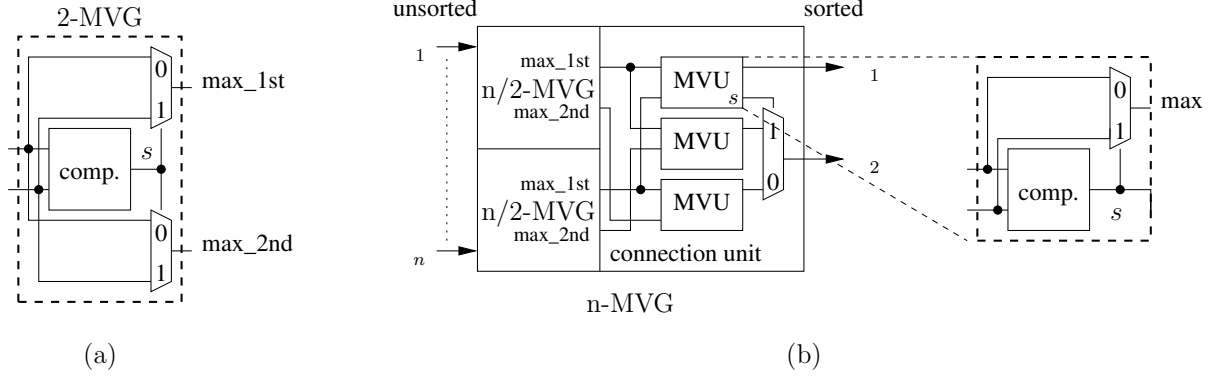 2-MVG
0
max_1st
1
comp.
s
0
max_2nd
1
(a)
unsorted
sorted
1
n
max_1st
n/2-MVG
max_2nd
max_1st
n/2-MVG
max_2nd
MVU
s
MVU
MVU
1
0
connection unit
1
2
n-MVG
0
max
1
comp.
s
(b)